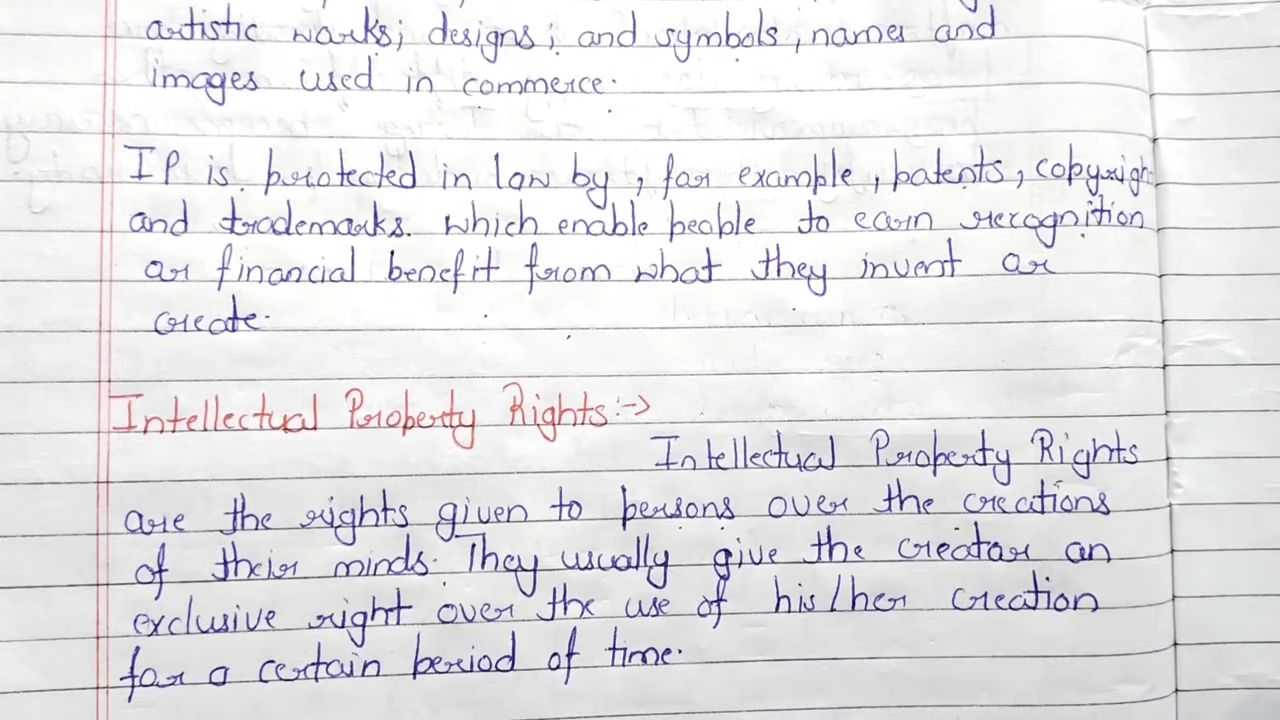 artistic works; designs; and symbols, names and
images used in commerce.
IP is protected in law by, for example, patents, copyright
and trademarks. which enable people to earn recognition
or financial benefit from what they invent or
create.
Intellectual Property Rights:->
Intellectual Property Rights
are the rights given to persons over the creations
of their minds. They usually give the creator an
exclusive right over the use of his/her creation
for a certain period of time.